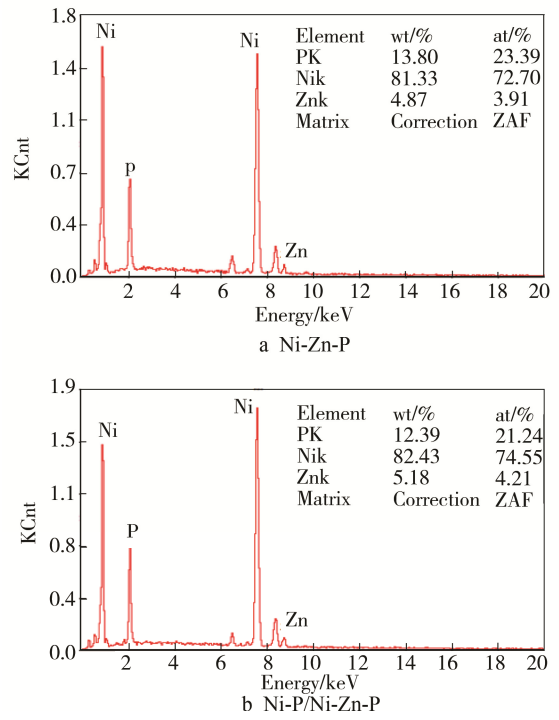 1.8
Ni
Ni
Element wt/% at/%
PK 13.80 23.39
1.4
Nik 81.33 72.70
Znk 4.87 3.91
1.1
Matrix Correction ZAF
KCnt
0.7
p
0.4
Zn
0.0
2 4 6 8 10 12 14 16 18 20
Energy/keV
a Ni-Zn-P
1.9
Ni
Ni
Element wt/% at/%
PK 12.39 21.24
1.5
Nik 82.43 74.55
Znk 5.18 4.21
1.1
Matrix Correction ZAF
KCnt
0.8
P
0.4
Zn
0.0
2 4 6 8 10 12 14 16 18 20
Energy/keV
b Ni-P/Ni-Zn-P